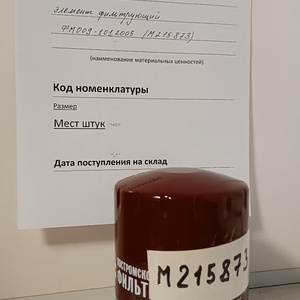 элемент фильтрующий
ФМ009-1012005 (М215873)
(наименование материальных ценностей)
Код номенклатуры
Размер
Мест штук
Дата поступления на склад
М215873